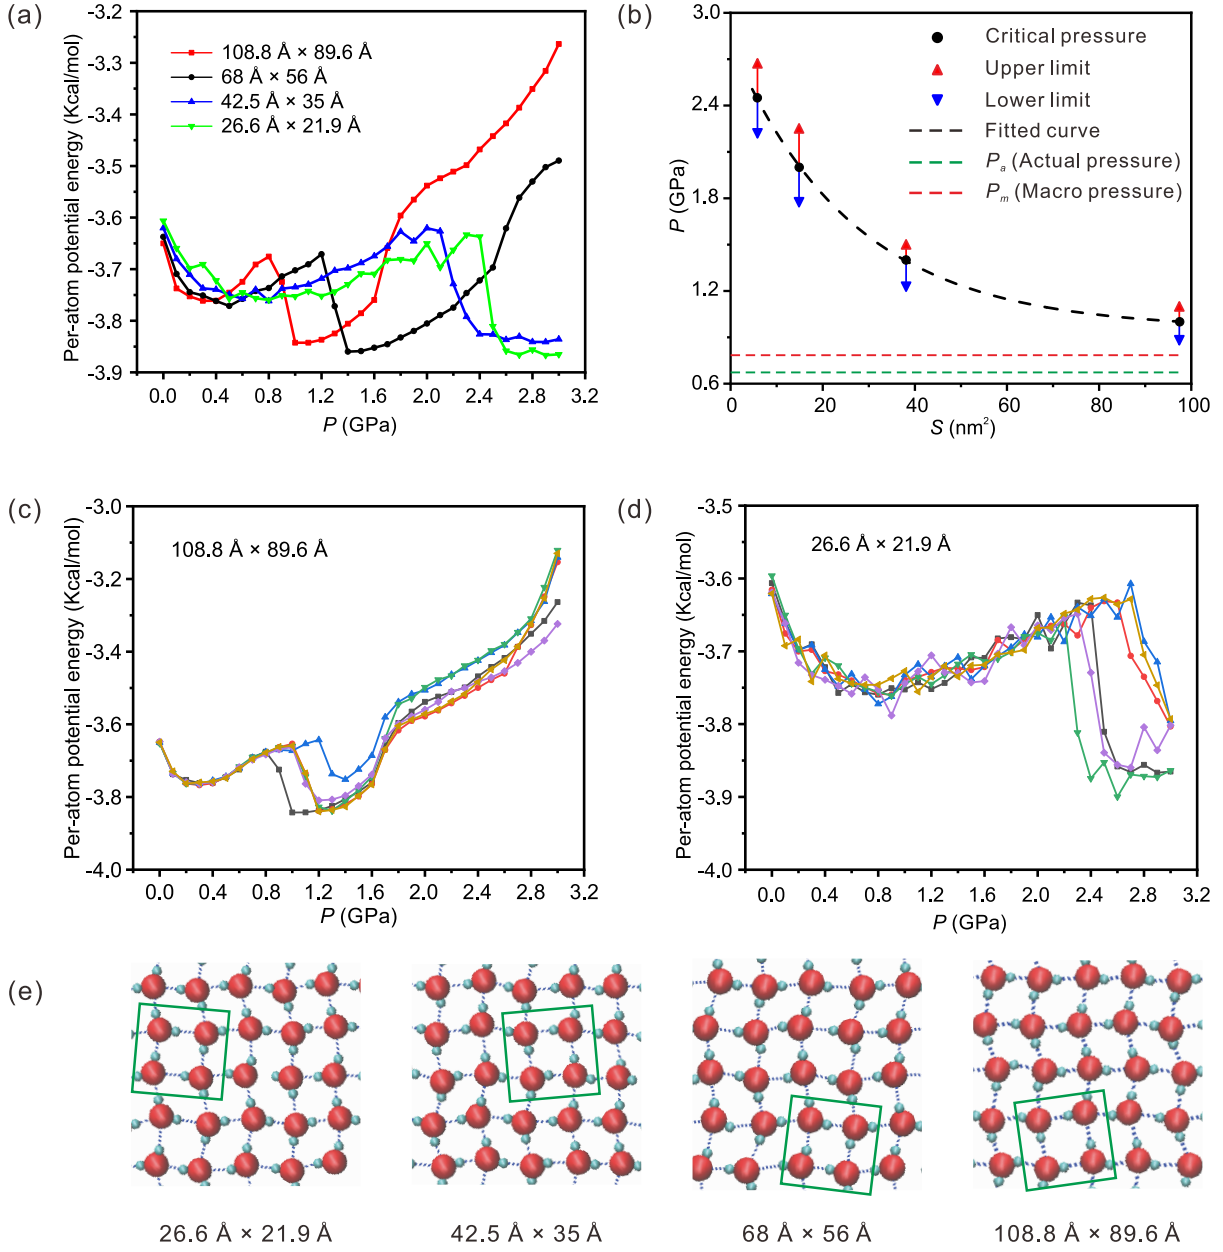 (a)
-3.2
-3.3
-3.4
-3.5
-3.6
-3.7
-3.8
-3.9
Per-atom potential energy (Kcal/mol)
108.8 Å × 89.6 Å
68 Å × 56 Å
42.5 Å × 35 Å
26.6 Å × 21.9 Å
0.0 0.4 0.8 1.2 1.6 2.0 2.4 2.8 3.2
P (GPa)
(b)
3.0
2.4
1.8
1.2
0.6
P (GPa)
Critical pressure
Upper limit
Lower limit
Fitted curve
Pa (Actual pressure)
Pm (Macro pressure)
0 20 40 60 80 100
S (nm²)
(c)
-3.0
-3.2
-3.4
-3.6
-3.8
-4.0
Per-atom potential energy (Kcal/mol)
108.8 Å × 89.6 Å
0.0 0.4 0.8 1.2 1.6 2.0 2.4 2.8 3.2
P (GPa)
(d)
-3.5
-3.6
-3.7
-3.8
-3.9
-4.0
Per-atom potential energy (Kcal/mol)
26.6 Å × 21.9 Å
0.0 0.4 0.8 1.2 1.6 2.0 2.4 2.8 3.2
P (GPa)
(e)
26.6 Å × 21.9 Å
42.5 Å × 35 Å
68 Å × 56 Å
108.8 Å × 89.6 Å